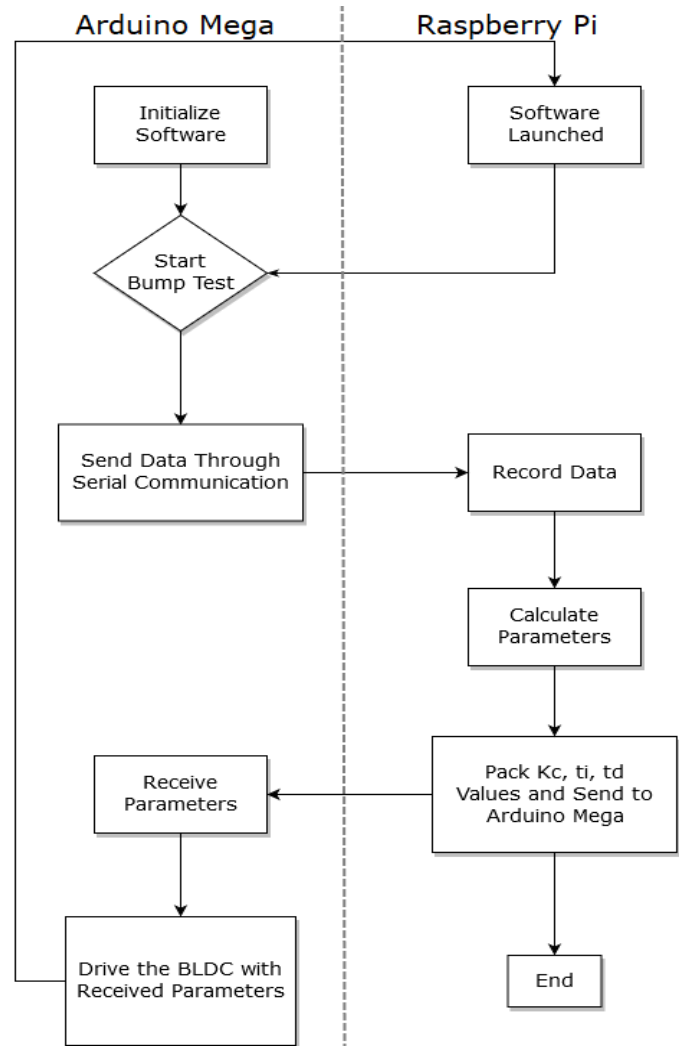 Arduino Mega
Raspberry Pi
Initialize
Software
Software
Launched
Start
Bump Test
Send Data Through
Serial Communication
Record Data
Calculate
Parameters
Pack Kc, ti, td
Values and Send to
Arduino Mega
Receive
Parameters
Drive the BLDC with
Received Parameters
End